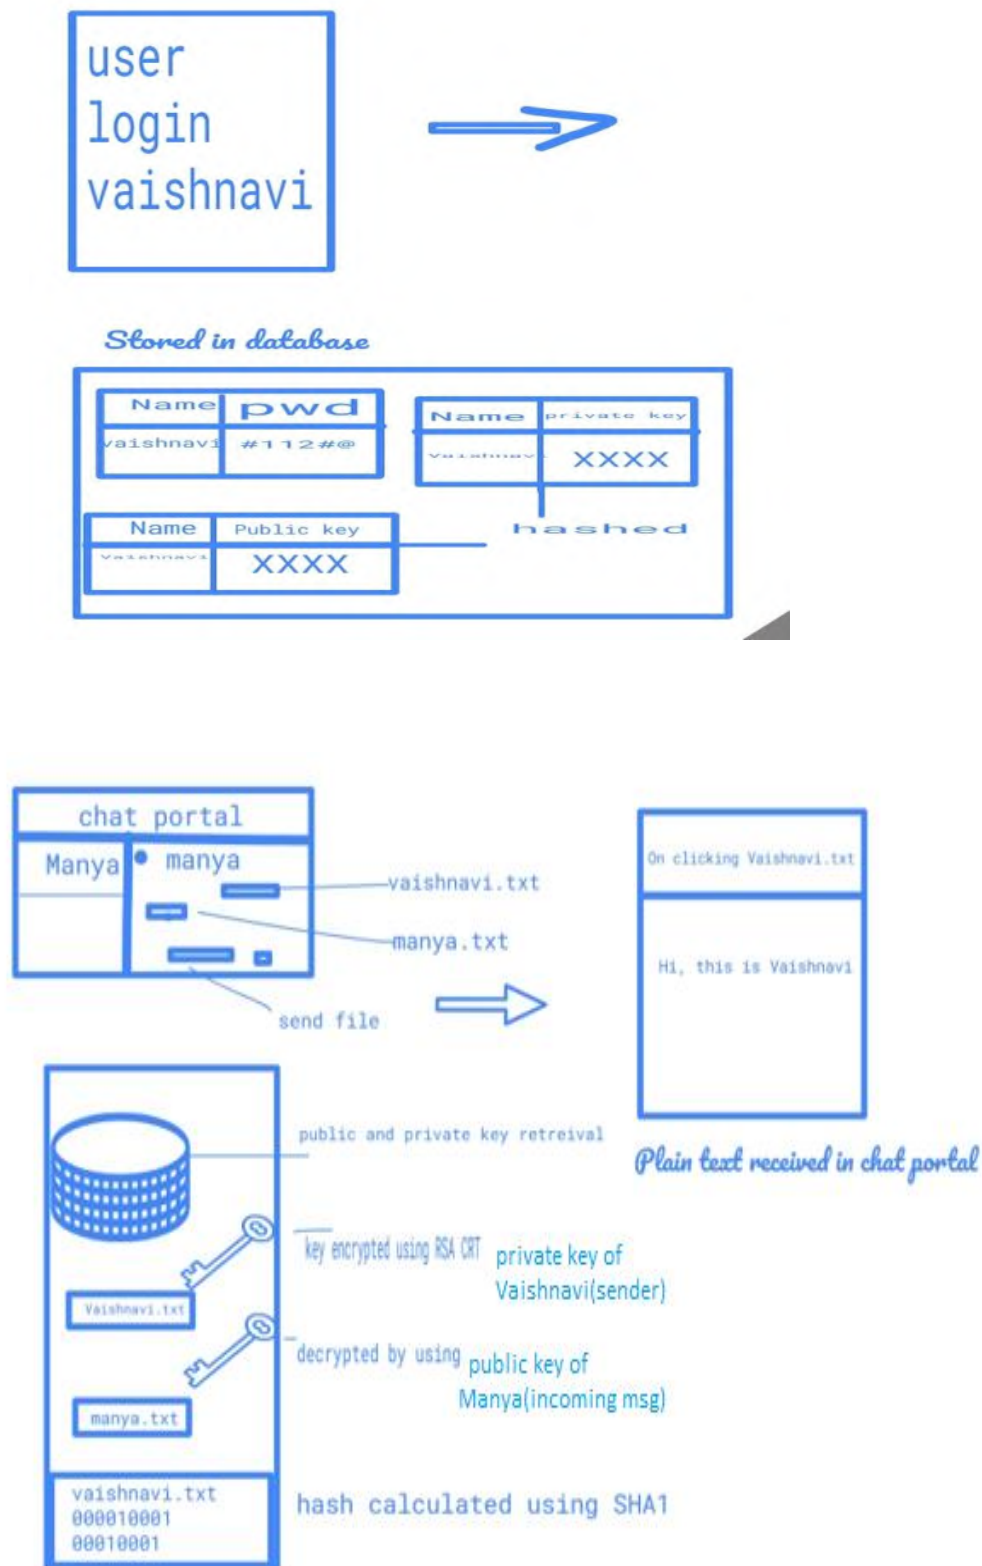 user
login
vaishnavi
Stored in database
Name pwd
vaishnavi #112#@
Name private key
Vaishnavi XXXX
hashed
Name Public key
Vaishnavi XXXX
chat portal
Manya
manya
vaishnavi.txt
manya.txt
send file
On clicking Vaishnavi.txt
Hi, this is Vaishnavi
Plain text received in chat portal
public and private key retreival
key encrypted using RSA CRT
private key of
Vaishnavi(sender)
Vaishnavi.txt
decrypted by using
public key of
Manya(incoming msg)
manya.txt
vaishnavi.txt
000010001
00010001
hash calculated using SHA1